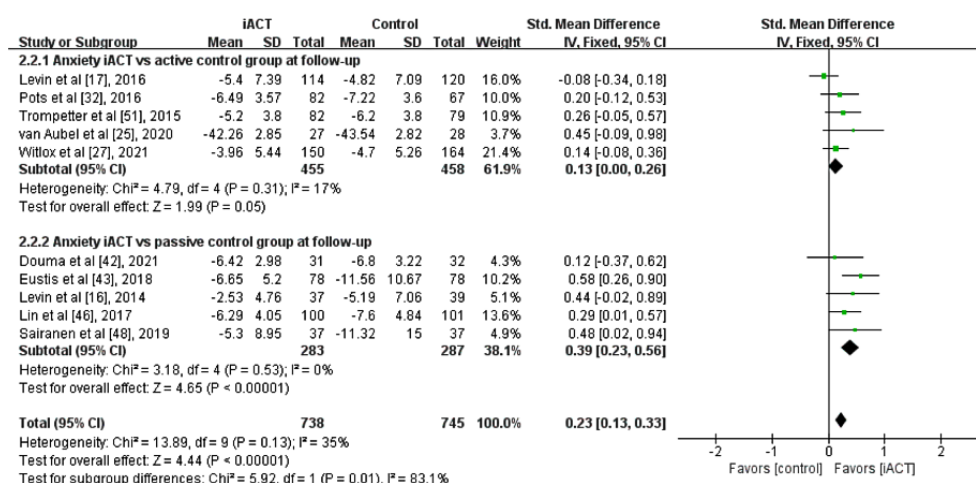 iACT Control Std. Mean Difference Std. Mean Difference
Study or Subgroup Mean SD Total Mean SD Total Weight IV, Fixed, 95% CI IV, Fixed, 95% CI
2.2.1 Anxiety iACT vs active control group at follow-up
Levin [17], 2016 -5.4 7.39 114 -4.82 7.09 120 16.0% -0.08 [-0.34, 0.18]
Pots et al [32], 2016 -6.49 3.57 82 -7.22 3.6 67 10.0% 0.20 [-0.12, 0.53]
Trompetter et al [51], 2015 -5.2 3.8 82 -6.2 3.8 79 10.9% 0.26 [-0.05, 0.57]
van Aubel et al [25], 2020 -42.26 2.85 27 -43.54 2.82 28 3.7% 0.45 [-0.09, 0.98]
Witlox et al [27], 2021 -3.96 5.44 150 -4.7 5.26 164 21.4% 0.14 [-0.08, 0.36]
Subtotal (95% CI) 455 458 61.9% 0.13 [0.00, 0.26]
Heterogeneity: Chi² = 4.79, df = 4 (P = 0.31); I² = 17%
Test for overall effect: Z = 1.99 (P = 0.05)
2.2.2 Anxiety iACT vs passive control group at follow-up
Douma et al [42], 2021 -6.42 2.98 31 -6.8 3.22 32 4.3% 0.12 [-0.37, 0.62]
Eustis et al [43], 2018 -6.65 5.2 78 -11.56 10.67 78 10.2% 0.58 [0.26, 0.90]
Levin et al [16], 2014 -2.53 4.76 37 -5.19 7.06 39 5.1% 0.44 [-0.02, 0.89]
Lin et al [46], 2017 -6.29 4.05 100 -7.6 4.84 101 13.6% 0.29 [0.01, 0.57]
Sairanen et al [48], 2019 -5.3 8.95 37 -11.32 15 37 4.9% 0.48 [0.02, 0.94]
Subtotal (95% CI) 283 287 38.1% 0.39 [0.23, 0.56]
Heterogeneity: Chi² = 3.18, df = 4 (P = 0.53); I² = 0%
Test for overall effect: Z = 4.65 (P < 0.00001)
Total (95% CI) 738 745 100.0% 0.23 [0.13, 0.33]
Heterogeneity: Chi² = 13.89, df = 9 (P = 0.13); I² = 35%
Test for overall effect: Z = 4.44 (P < 0.00001)
Test for subgroup differences: Chi² = 5.92, df = 1 (P = 0.01), I² = 83.1%
-2 -1 0 1 2
Favors [control] Favors [iACT]